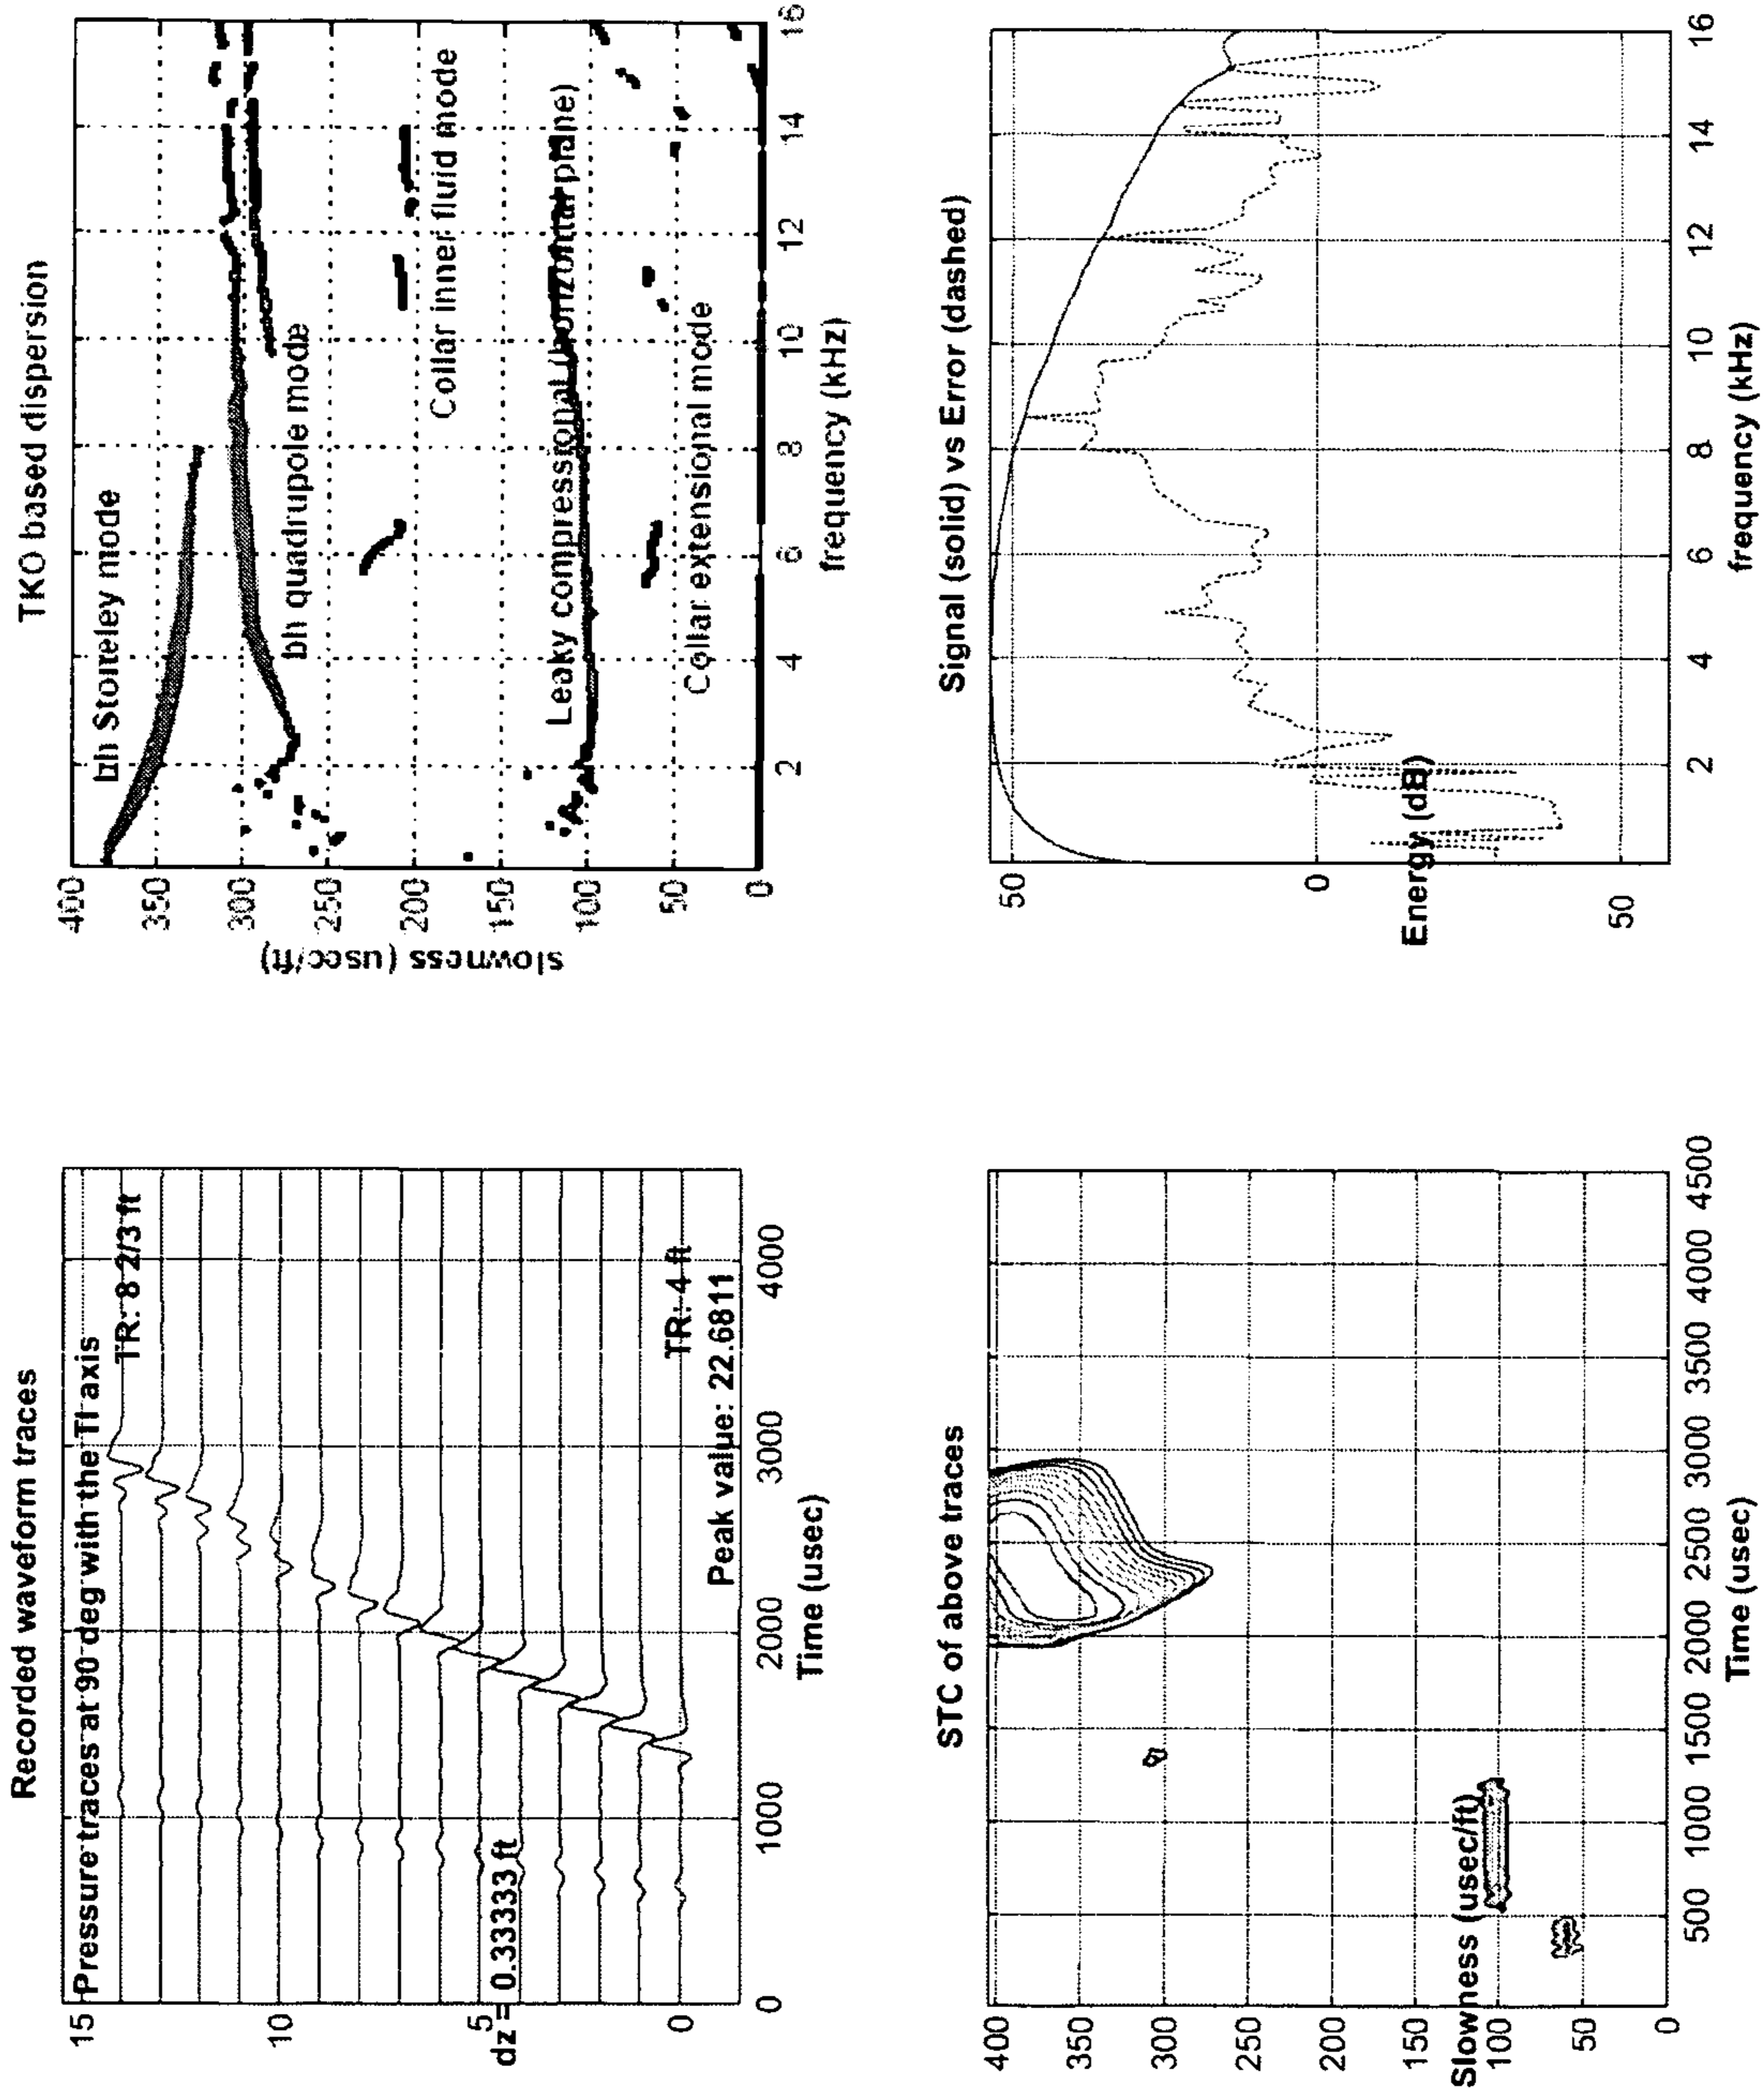 Recorded waveform traces
15
10
5
0
Pressure traces at 90 deg with the TI axis
TR: 8 2/3 ft
dz = 0.33333 ft
TR: 4 ft
Peak value: 22.6811
0
1000
2000
3000
4000
Time (usec)
TKO based dispersion
400
350
300
250
200
150
100
50
0
slowness (usec/ft)
bh Stoneley mode
bh quadrupole mode
Collar inner fluid mode
Leaky compressional (horizontal plane)
Collar extensional mode
2
4
6
8
10
12
14
16
frequency (kHz)
STC of above traces
400
350
300
250
200
150
100
50
0
Slowness (usec/ft)
500
1000
1500
2000
2500
3000
3500
4000
4500
Time (usec)
Signal (solid) vs Error (dashed)
50
0
50
Energy (dB)
2
4
6
8
10
12
14
16
frequency (kHz)